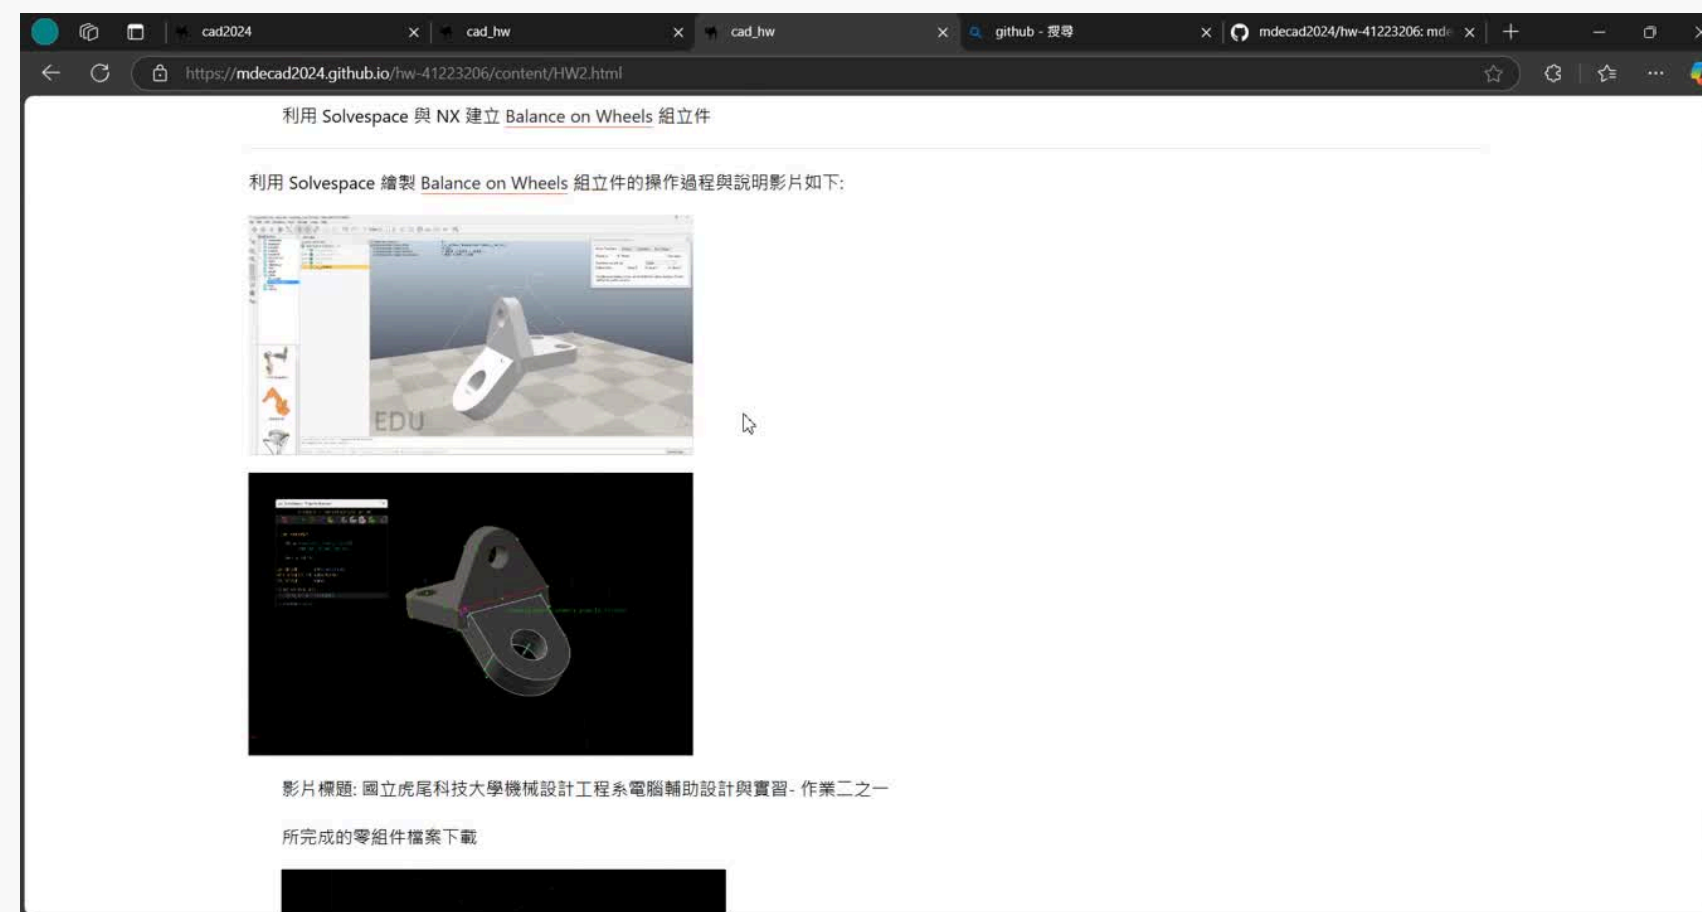 cad2024
cad_hw
cad_hw
github - 搜尋
mdecad2024/hw-41223206: mde
https://mdecad2024.github.io/hw-41223206/content/HW2.html
利用 Solvespace 與 NX 建立 Balance on Wheels 組立件
利用 Solvespace 繪製 Balance on Wheels 組立件的操作過程與說明影片如下:
EDU
影片標題: 國立虎尾科技大學機械設計工程系電腦輔助設計與實習- 作業二之一
所完成的零組件檔案下載